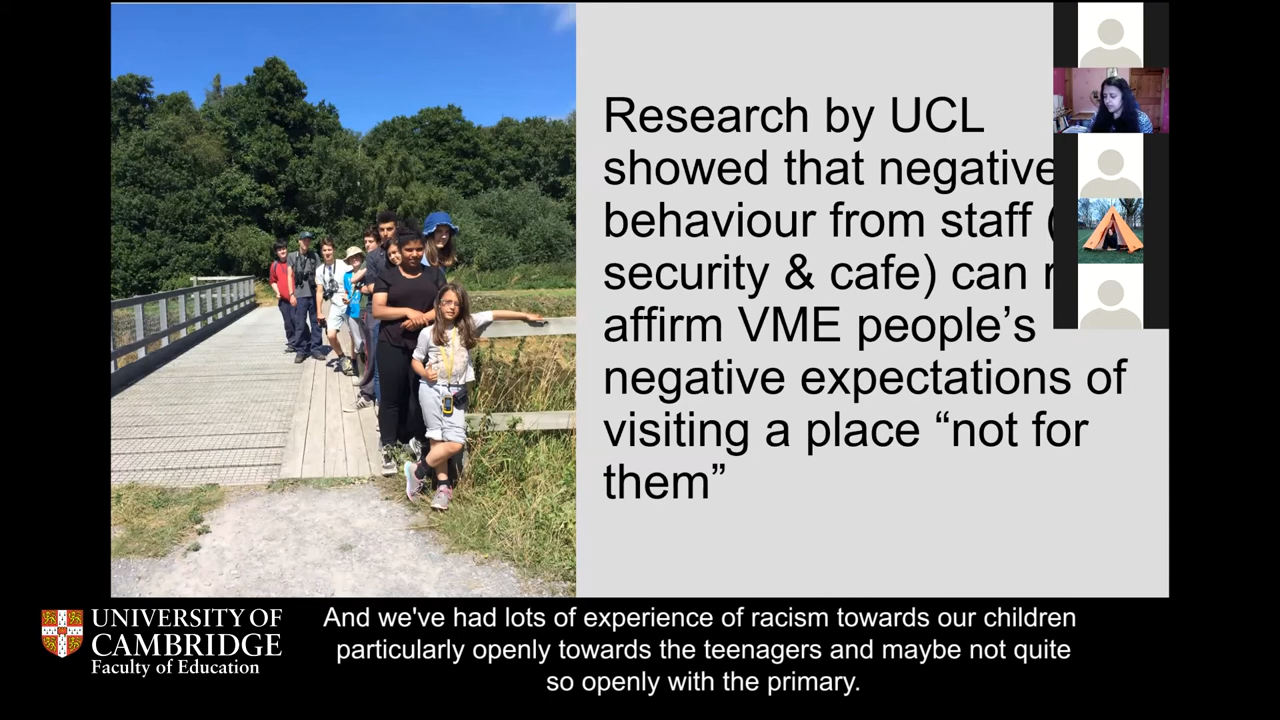 Research by UCL
showed that negative
behaviour from staff (
security & cafe) can
affirm VME people’s
negative expectations of
visiting a place “not for
them”
UNIVERSITY OF
CAMBRIDGE
Faculty of Education
And we've had lots of experience of racism towards our children
particularly openly towards the teenagers and maybe not quite
so openly with the primary.